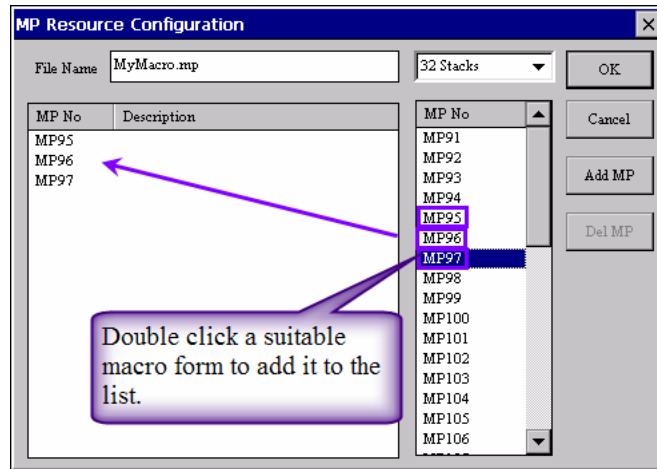 MP Resource Configuration
File Name MyMacro.mp 32 Stacks OK
MP No Description
MP95
MP96
MP97
MP No
MP91
MP92
MP93
MP94
MP95
MP96
MP97
MP98
MP99
MP100
MP101
MP102
MP103
MP104
MP105
MP106
Cancel
Add MP
Del MP
Double click a suitable
macro form to add it to the
list.